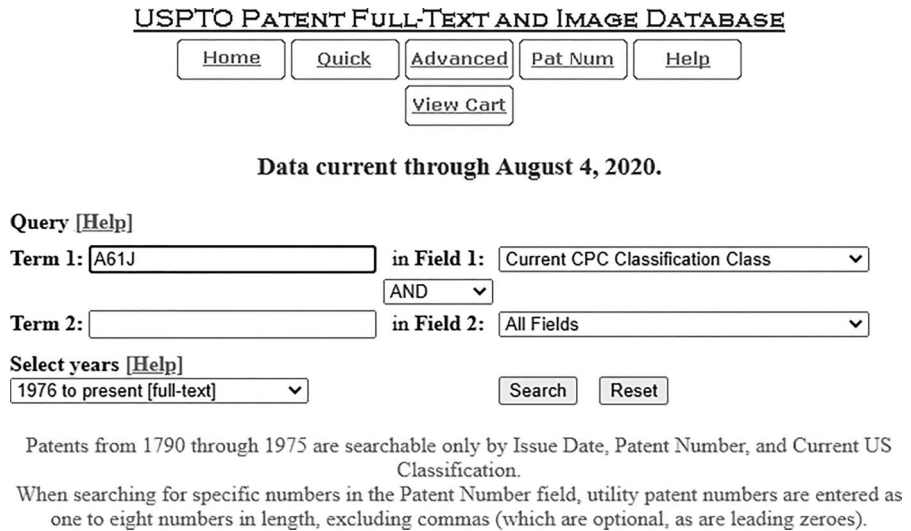 USPTO PATENT FULL-TEXT AND IMAGE DATABASE
Home Quick Advanced Pat Num Help
View Cart
Data current through August 4, 2020.
Query [Help]
Term 1: A61J in Field 1: Current CPC Classification Class
AND
Term 2: in Field 2: All Fields
Select years [Help]
1976 to present [full-text] Search Reset
Patents from 1790 through 1975 are searchable only by Issue Date, Patent Number, and Current US
Classification.
When searching for specific numbers in the Patent Number field, utility patent numbers are entered as
one to eight numbers in length, excluding commas (which are optional, as are leading zeroes).